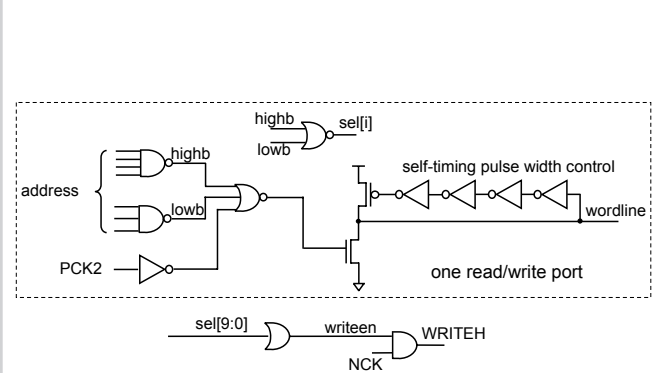 highb
sel[i]
lowb
highb
self-timing pulse width control
address
lowb
wordline
PCK2
one read/write port
sel[9:0]
writeen
WRITEH
NCK